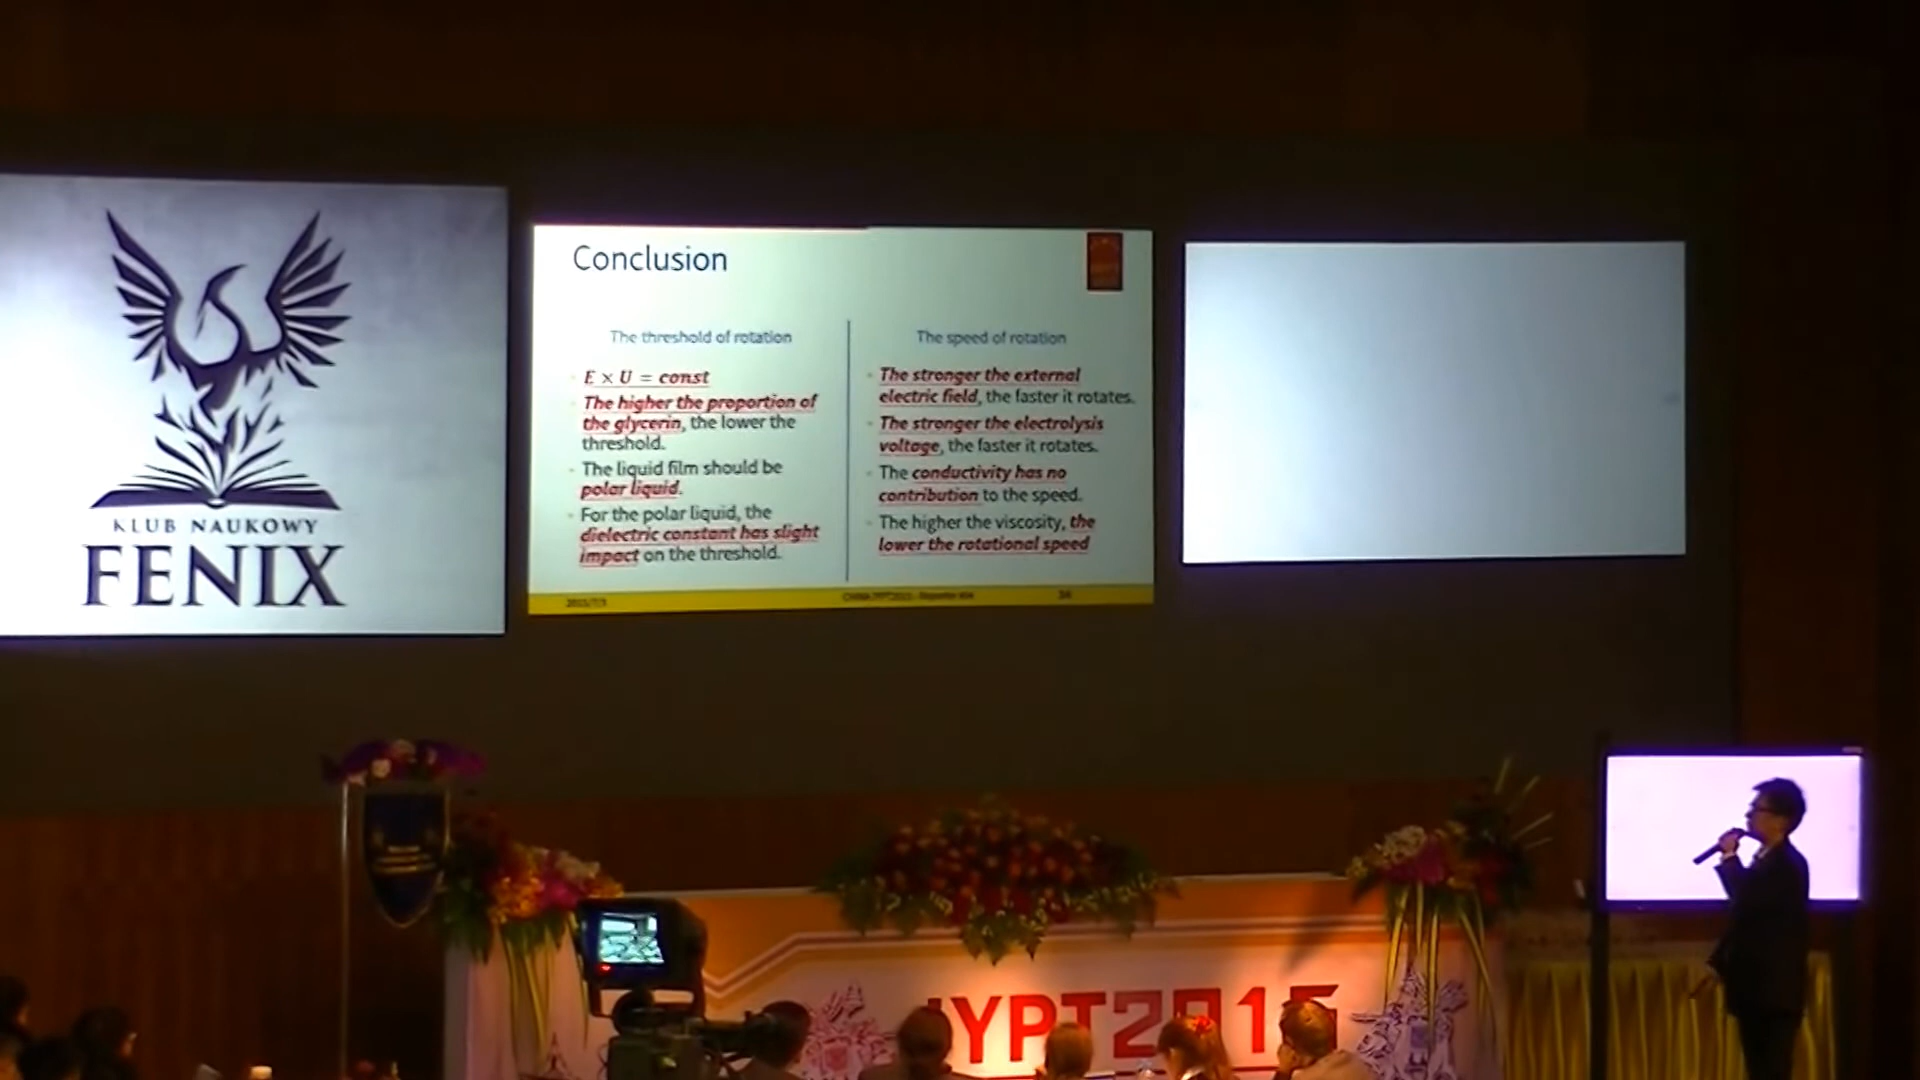 KLUB NAUKOWY
FENIX
Conclusion
The threshold of rotation
E × U = const
The higher the proportion of
the glycerin, the lower the
threshold.
The liquid film should be
polar liquid.
For the polar liquid, the
dielectric constant has slight
impact on the threshold.
The speed of rotation
The stronger the external
electric field, the faster it rotates.
The stronger the electrolysis
voltage, the faster it rotates.
The conductivity has no
contribution to the speed.
The higher the viscosity, the
lower the rotational speed
IYPT2015